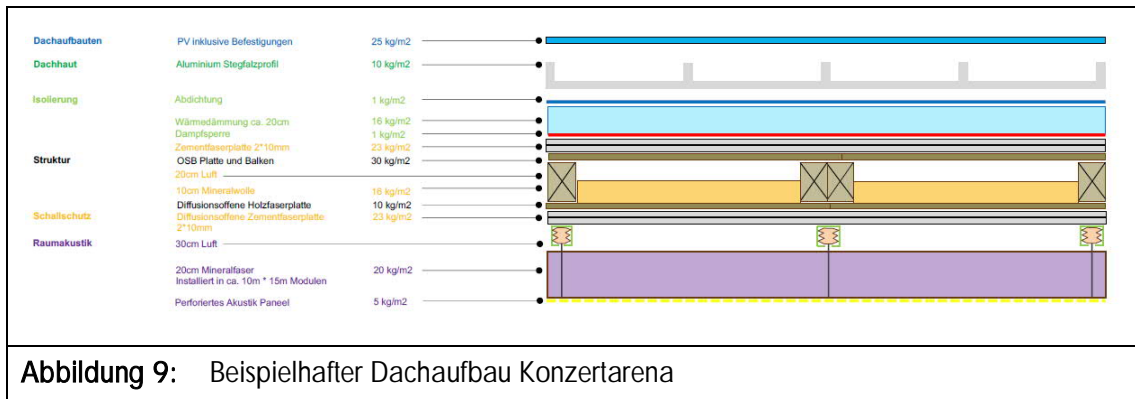 Dachaufbauten PV inklusive Befestigungen 25 kg/m2
Dachhaut Aluminium Stegfalzprofil 10 kg/m2
Isolierung Abdichtung 1 kg/m2
Wärmedämmung ca. 20cm 16 kg/m2
Dampfsperre 1 kg/m2
Zementfaserplatte 2*10mm 23 kg/m2
Struktur OSB Platte und Balken 30 kg/m2
20cm Luft
10cm Mineralwolle 16 kg/m2
Diffusionsoffene Holzfaserplatte 10 kg/m2
Schallschutz Diffusionsoffene Zementfaserplatte 23 kg/m2
2*10mm
Raumakustik 30cm Luft
20cm Mineralfaser 20 kg/m2
Installiert in ca. 10m * 15m Modulen
Perforiertes Akustik Paneel 5 kg/m2
Abbildung 9: Beispielhafter Dachaufbau Konzertarena